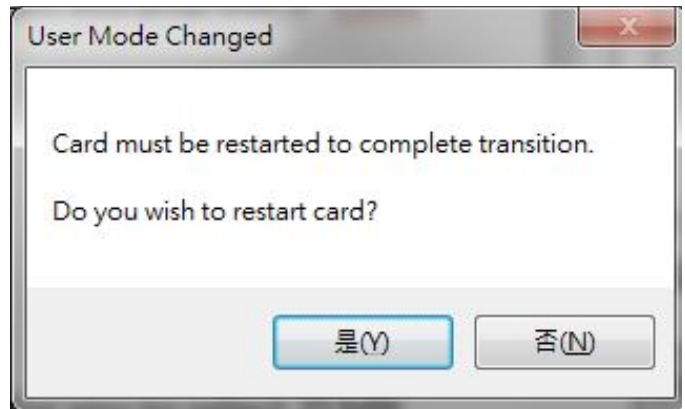 User Mode Changed
Card must be restarted to complete transition.
Do you wish to restart card?
是(Y)
否(N)